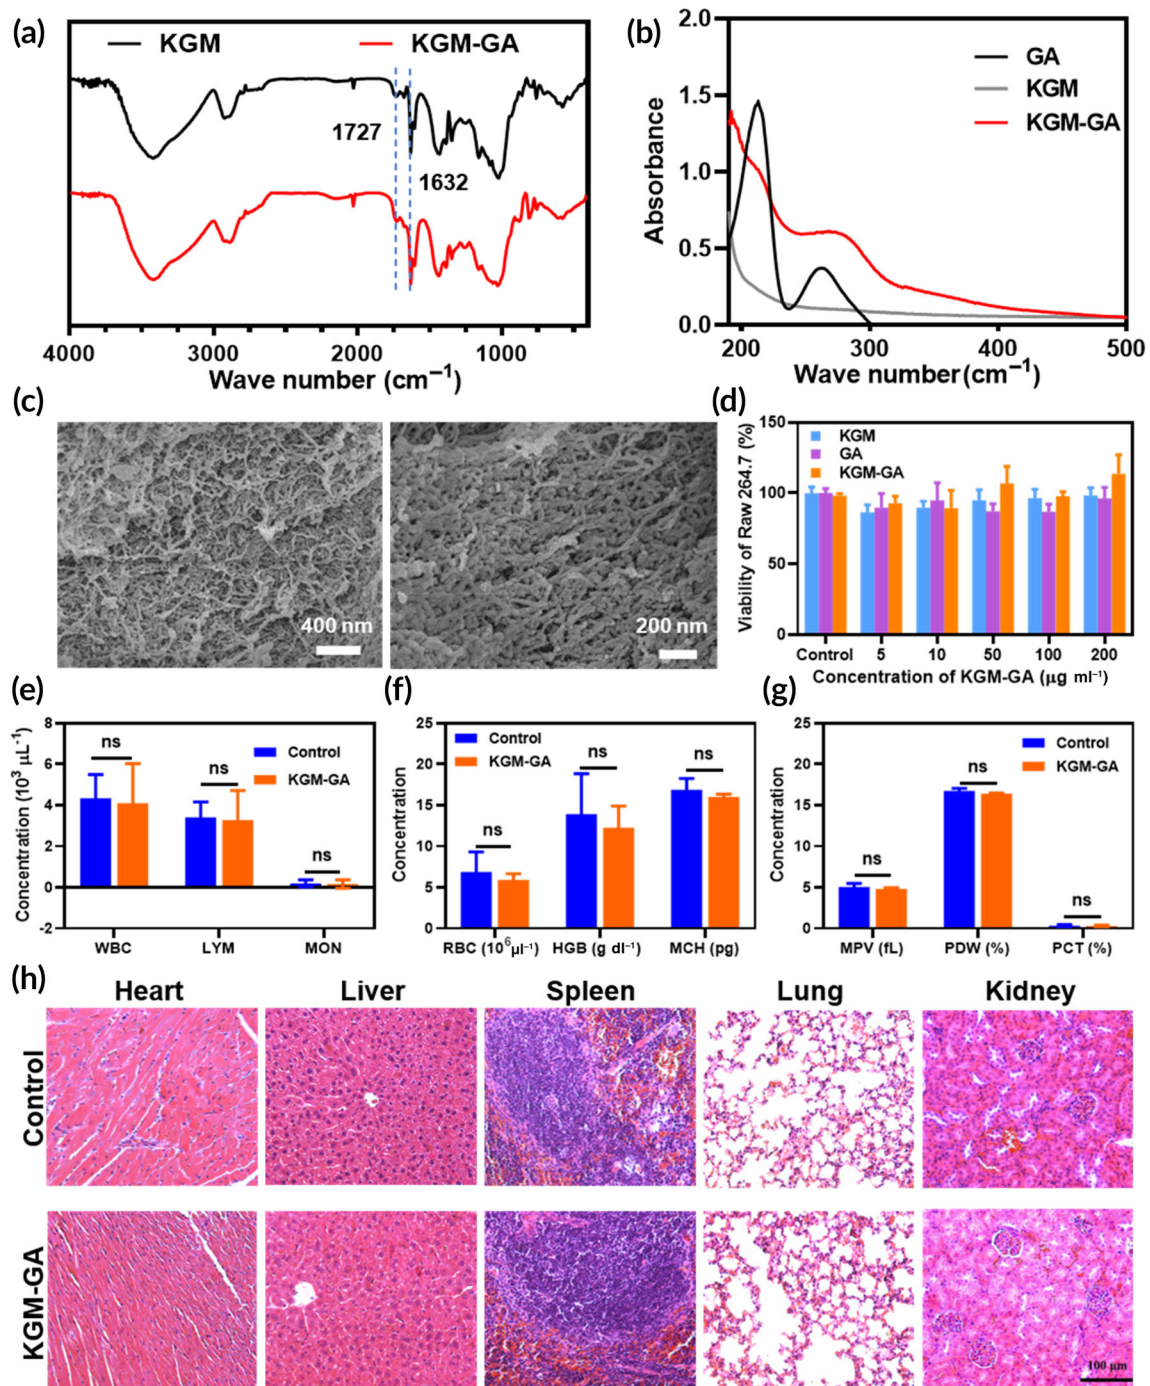 (a)
KGM
KGM-GA
1727
1632
4000
3000
2000
1000
Wave number (cm−1)
(b)
2.0
1.5
1.0
0.5
0.0
Absorbance
GA
KGM
KGM-GA
200
300
400
500
Wave number (cm−1)
(c)
400 nm
200 nm
(d)
150
100
50
0
Viability of Raw 264.7 (%)
KGM
GA
KGM-GA
Control
5
10
50
100
200
Concentration of KGM-GA (μg ml−1)
(e)
8
6
4
2
0
-2
Concentration (10³ μL-1)
ns
ns
ns
Control
KGM-GA
WBC
LYM
MON
(f)
25
20
15
10
5
0
Concentration
Control
KGM-GA
ns
ns
ns
RBC (10⁶μl−1)
HGB (g dl−1)
MCH (pg)
(g)
25
20
15
10
5
0
Concentration
Control
KGM-GA
ns
ns
ns
MPV (fL)
PDW (%)
PCT (%)
(h)
Heart
Liver
Spleen
Lung
Kidney
Control
KGM-GA
100 μm